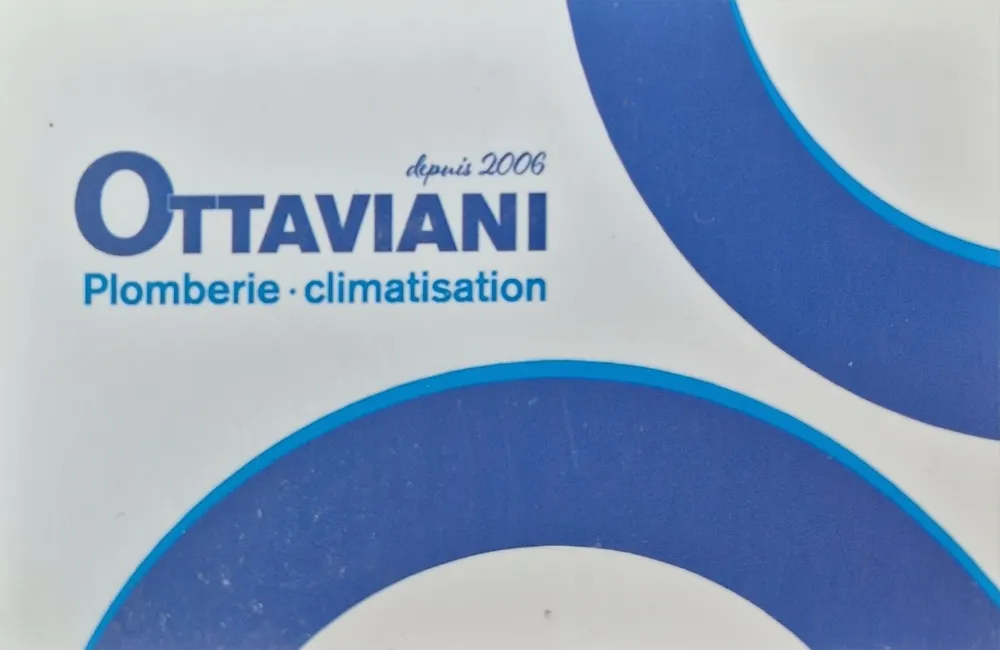 depuis 2006
OTTAVIANI
Plomberie · climatisation